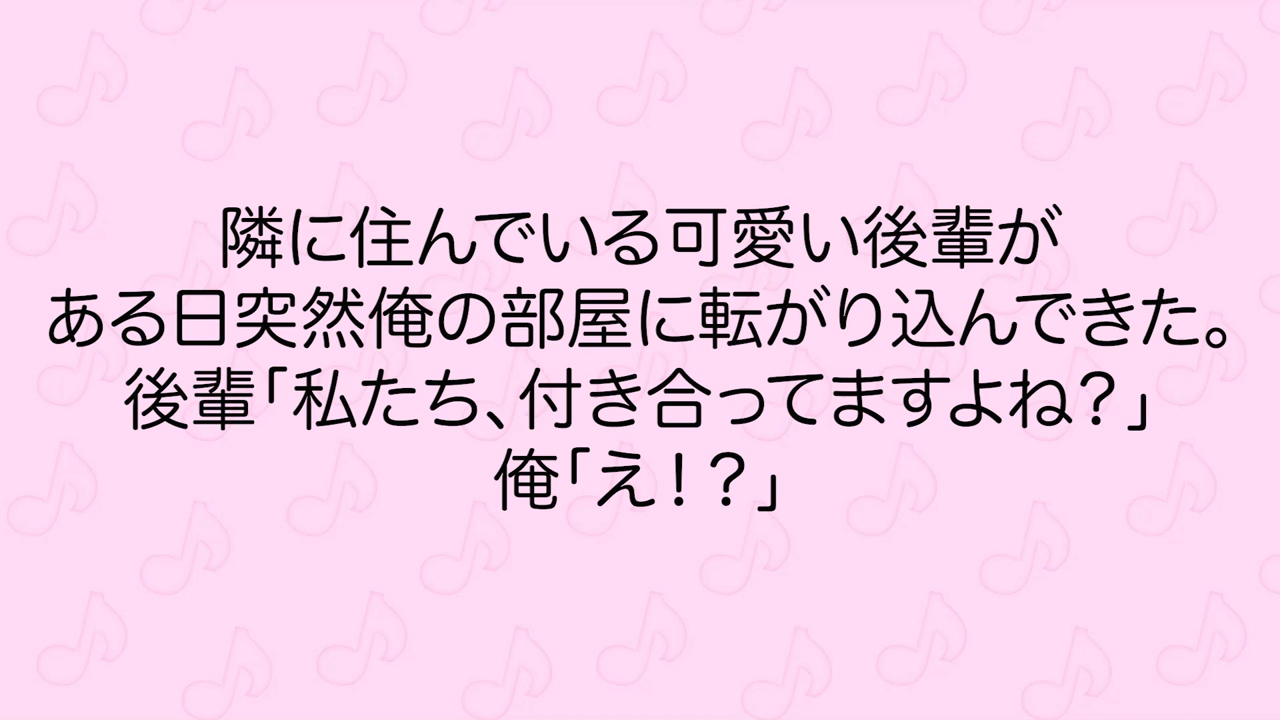 隣に住んでいる可愛い後輩が
ある日突然俺の部屋に転がり込んできた。
後輩「私たち、付き合ってますよね？」
俺「え！？」